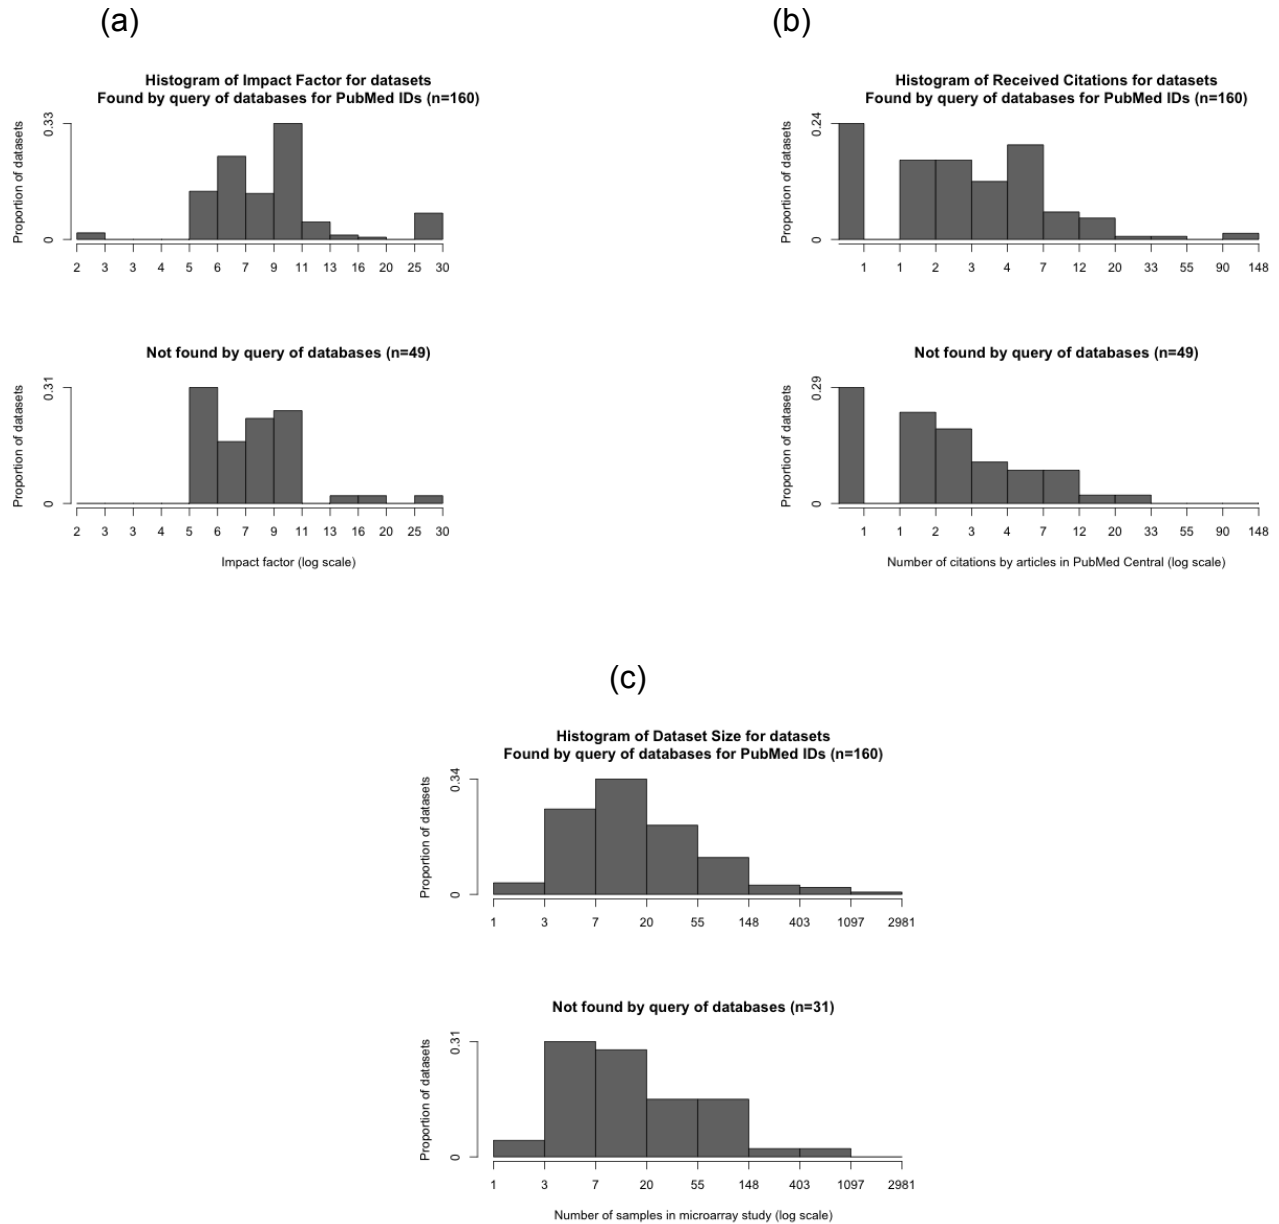 (a)
Histogram of Impact Factor for datasets
Found by query of databases for PubMed IDs (n=160)
Proportion of datasets
0.33
0
2 3 3 4 5 6 7 9 11 13 16 20 25 30
Not found by query of databases (n=49)
Proportion of datasets
0.31
0
2 3 3 4 5 6 7 9 11 13 16 20 25 30
Impact factor (log scale)
(b)
Histogram of Received Citations for datasets
Found by query of databases for PubMed IDs (n=160)
Proportion of datasets
0.24
0
1 1 2 3 4 7 12 20 33 55 90 148
Not found by query of databases (n=49)
Proportion of datasets
0.29
0
1 1 2 3 4 7 12 20 33 55 90 148
Number of citations by articles in PubMed Central (log scale)
(c)
Histogram of Dataset Size for datasets
Found by query of databases for PubMed IDs (n=160)
Proportion of datasets
0.34
0
1 3 7 20 55 148 403 1097 2981
Not found by query of databases (n=31)
Proportion of datasets
0.31
0
1 3 7 20 55 148 403 1097 2981
Number of samples in microarray study (log scale)